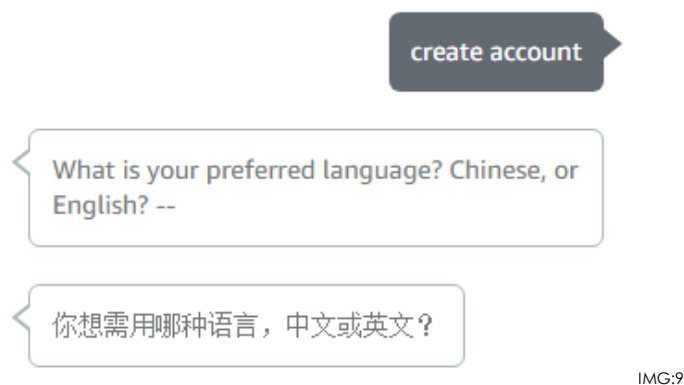 create account
What is your preferred language? Chinese, or
English? --
你想需用哪种语言，中文或英文？
IMG:9